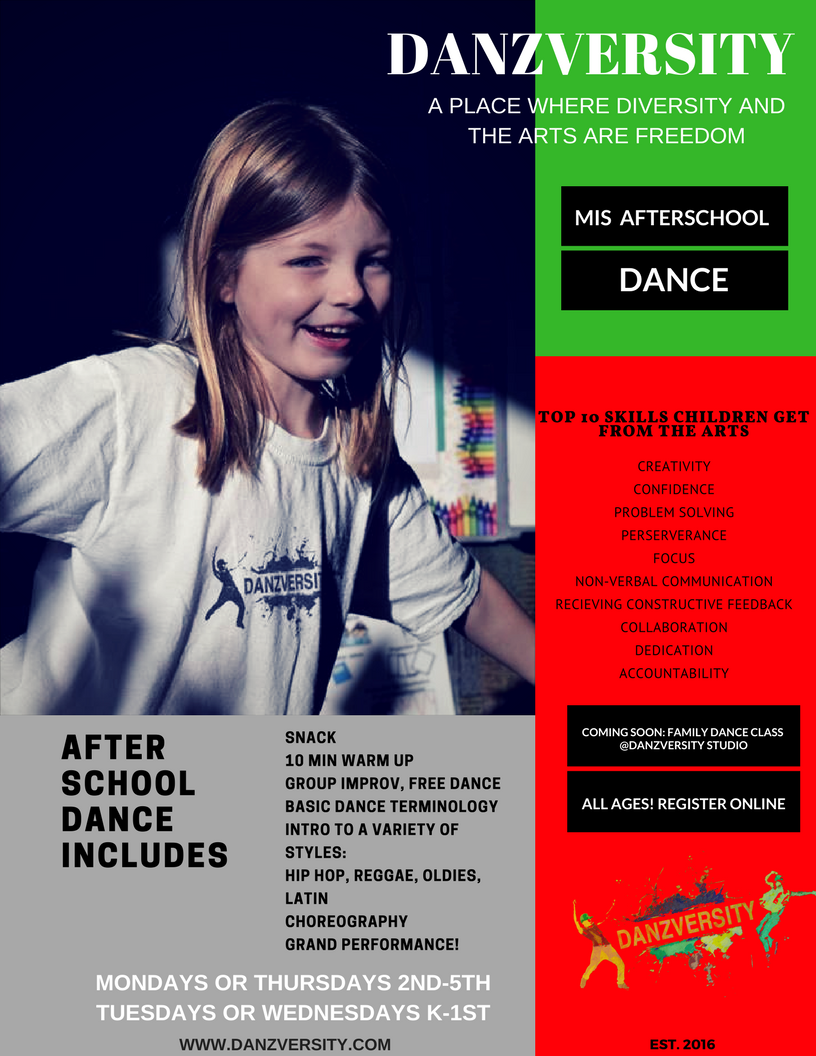 DANZVERSITY
A PLACE WHERE DIVERSITY AND
THE ARTS ARE FREEDOM
MIS AFTERSCHOOL
DANCE
TOP 10 SKILLS CHILDREN GET
FROM THE ARTS
CREATIVITY
CONFIDENCE
PROBLEM SOLVING
PERSERVERANCE
FOCUS
NON-VERBAL COMMUNICATION
RECIEVING CONSTRUCTIVE FEEDBACK
COLLABORATION
DEDICATION
ACCOUNTABILITY
DANZVERSI
AFTER
SCHOOL
DANCE
INCLUDES
SNACK
10 MIN WARM UP
GROUP IMPROV, FREE DANCE
BASIC DANCE TERMINOLOGY
INTRO TO A VARIETY OF
STYLES:
HIP HOP, REGGAE, OLDIES,
LATIN
CHOREOGRAPHY
GRAND PERFORMANCE!
COMING SOON: FAMILY DANCE CLASS
@DANZVERSITY STUDIO
ALL AGES! REGISTER ONLINE
DANZVERSITY
MONDAYS OR THURSDAYS 2ND-5TH
TUESDAYS OR WEDNESDAYS K-1ST
WWW.DANZVERSITY.COM
EST. 2016